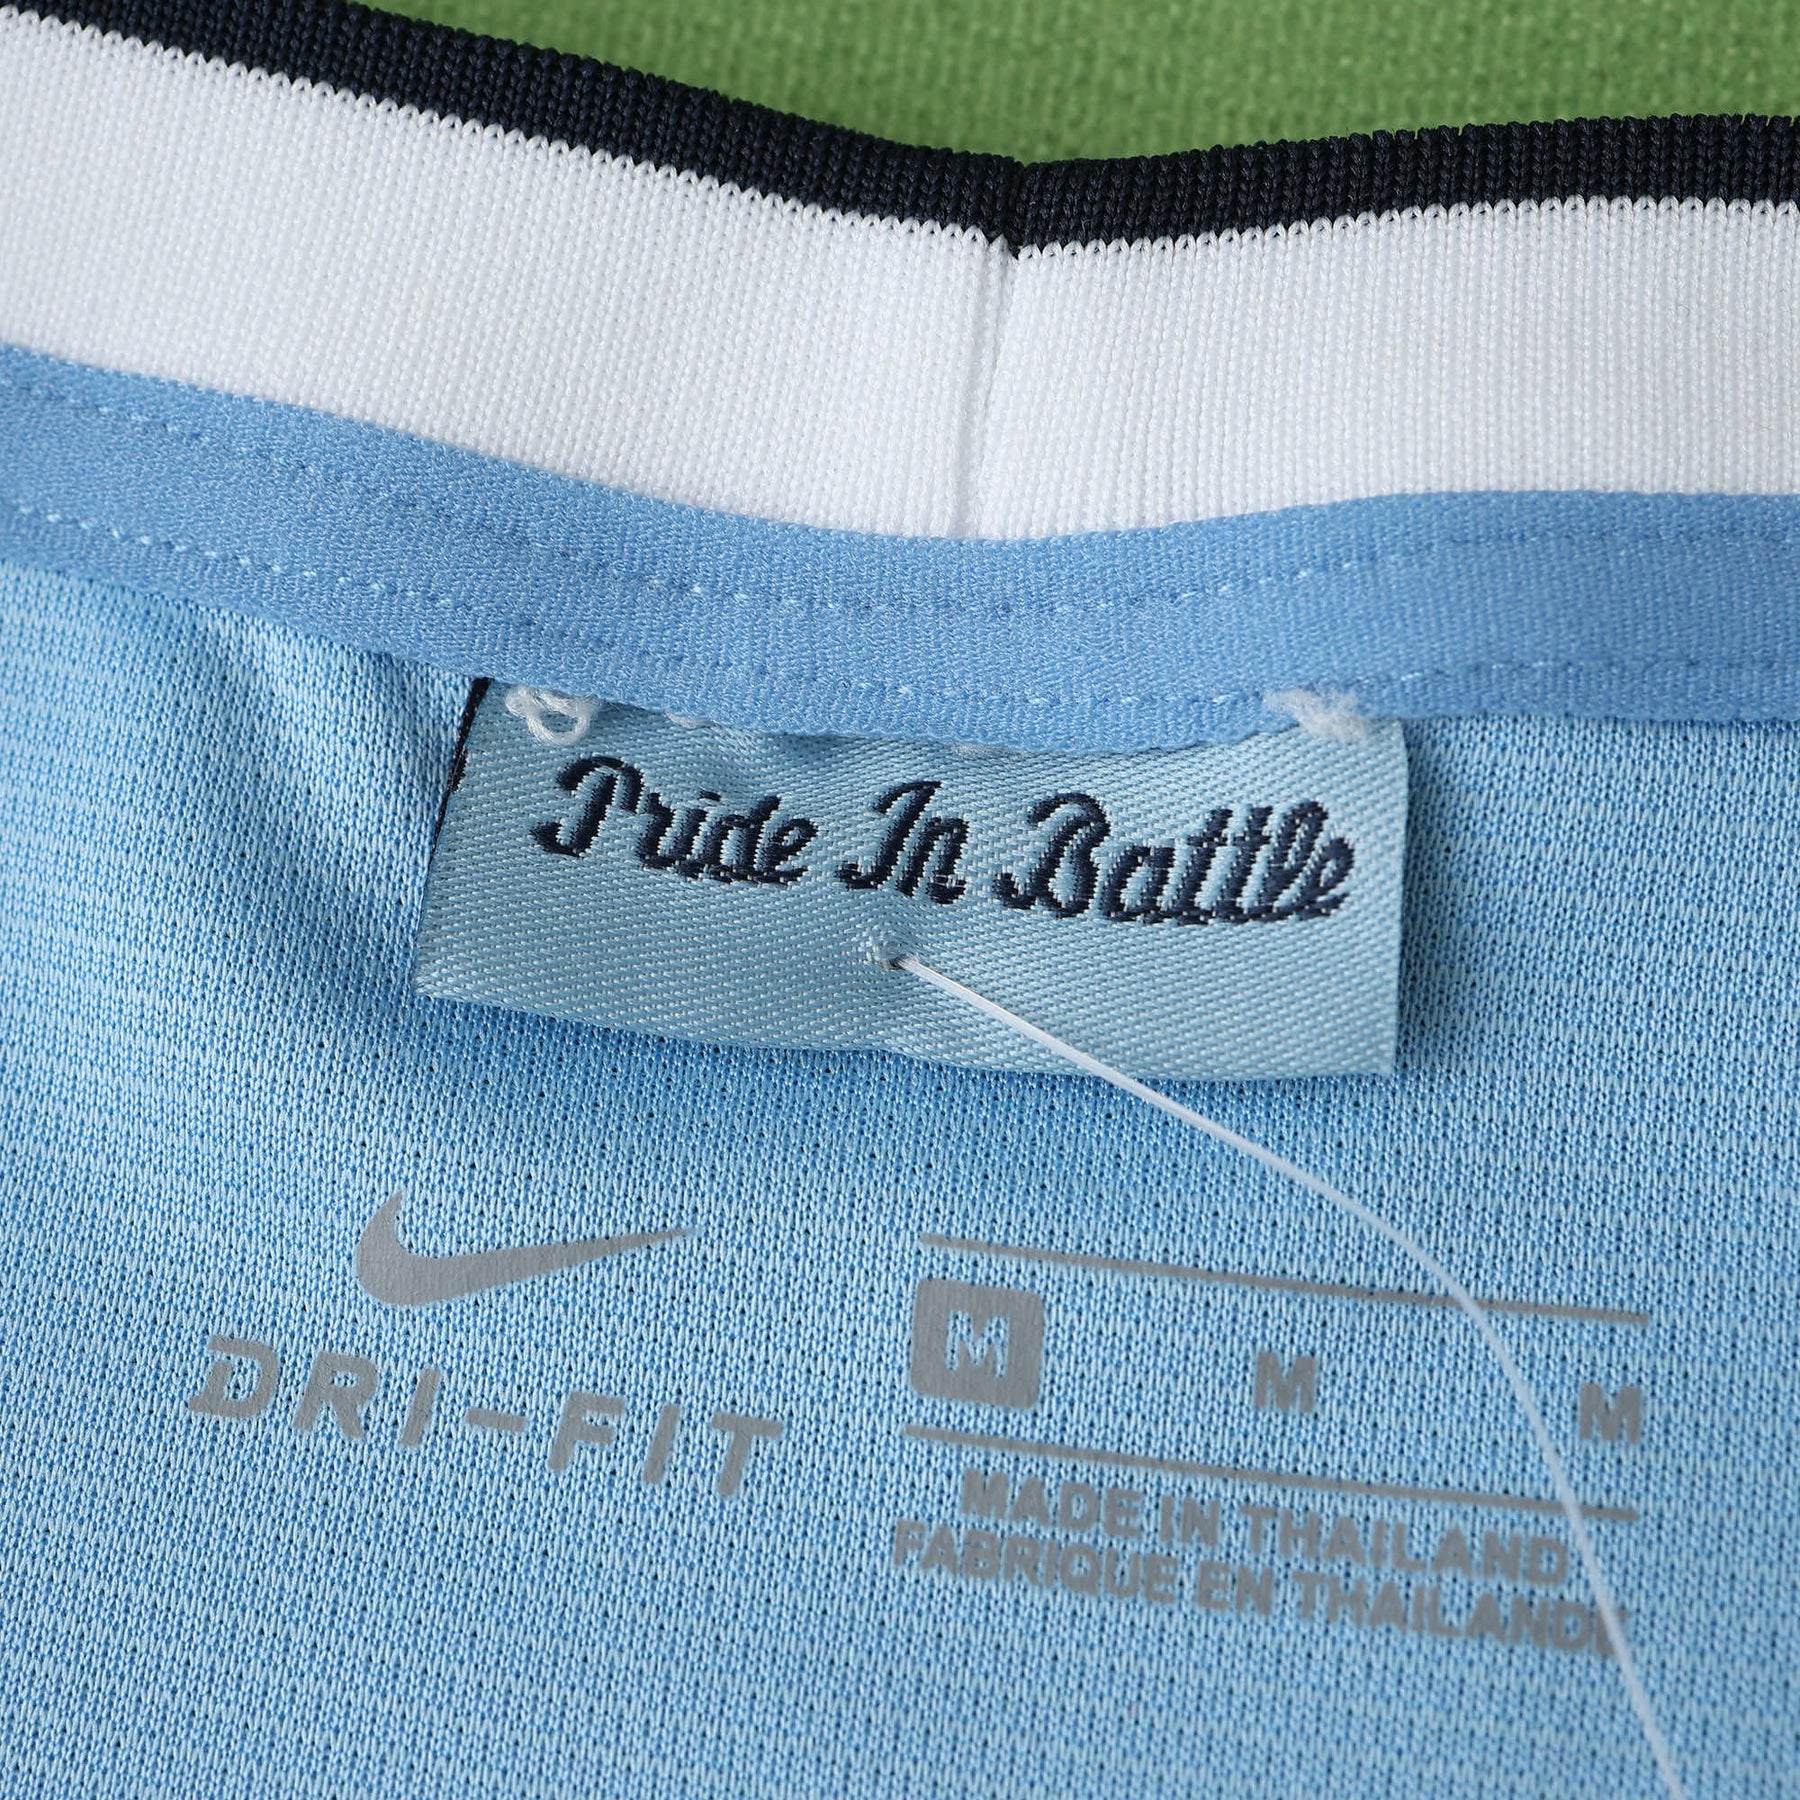 Pride In Battle
DRI-FIT
M M M
MADE IN THAILAND
FABRIQUE EN THAILANDE